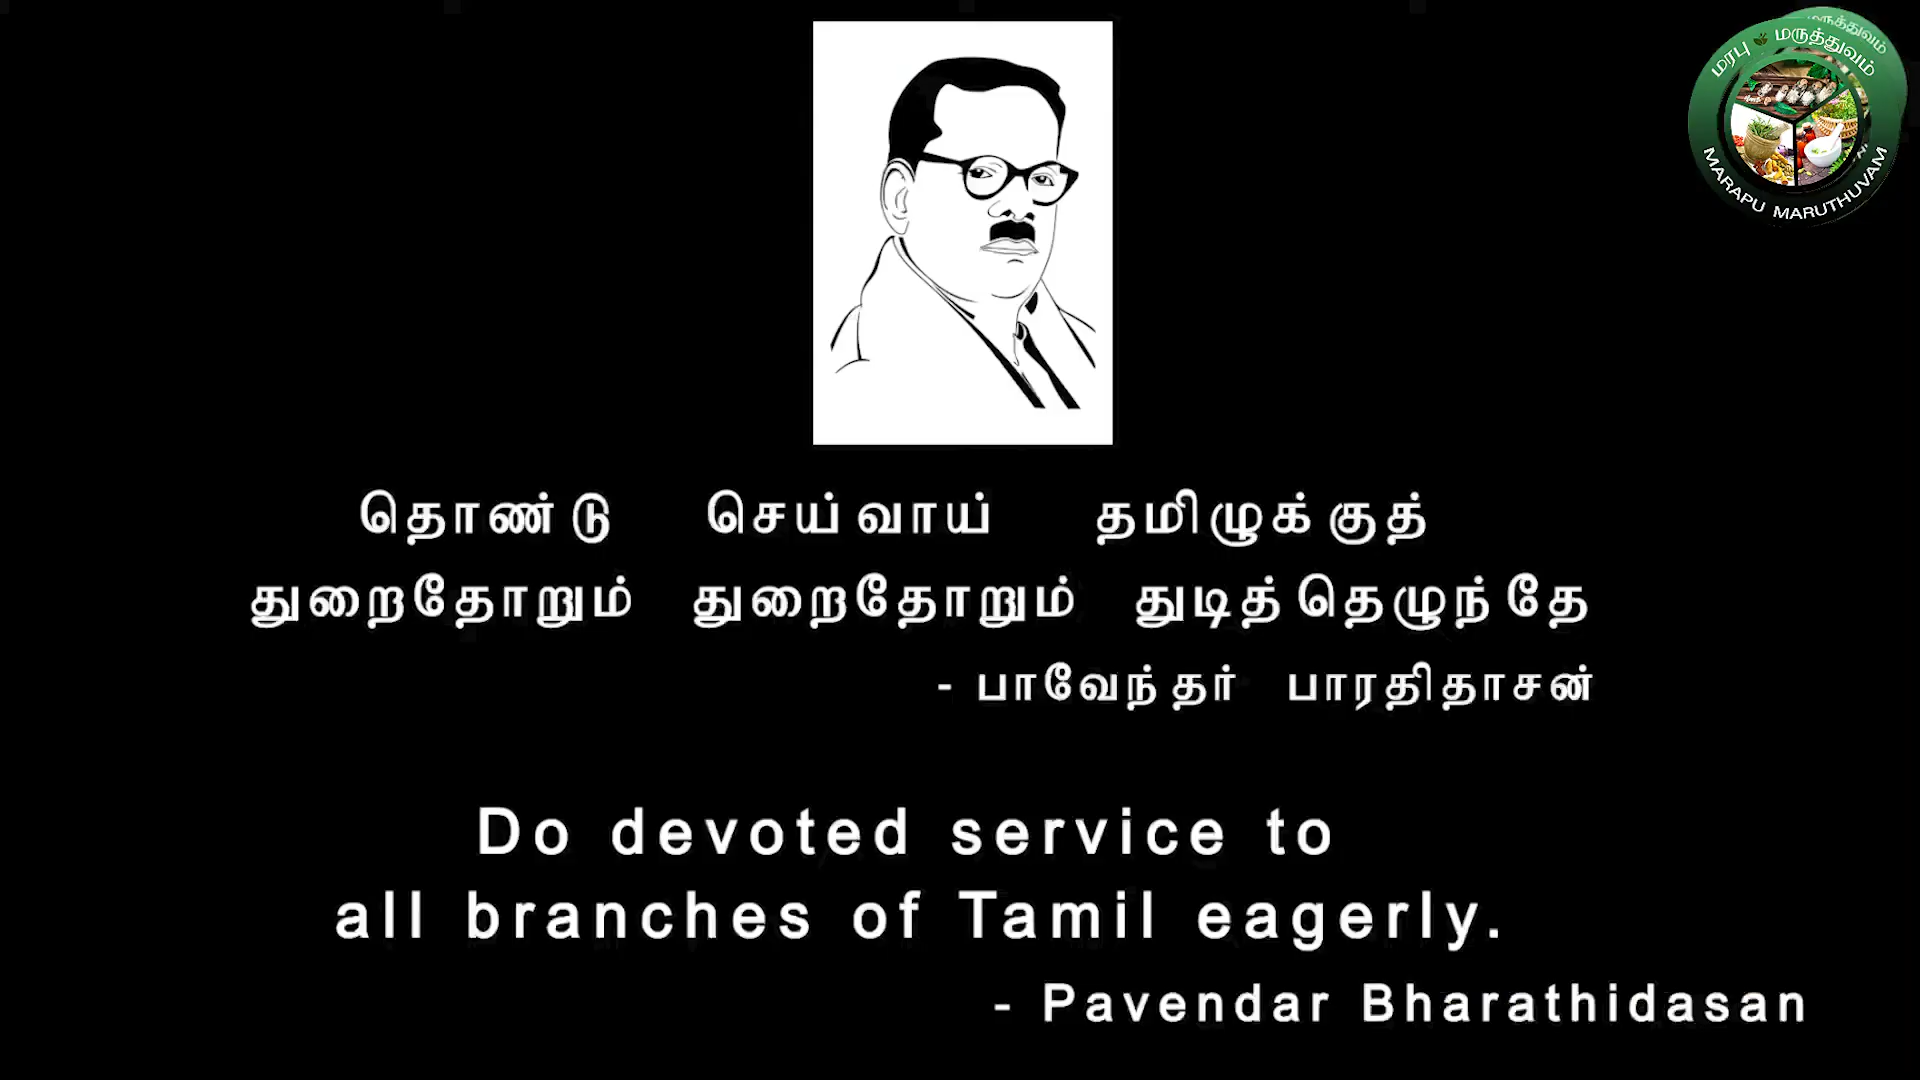 மரபு மருத்துவம்
MARAPU MARUTHUVAM
தொண்டு செய்வாய் தமிழுக்குத்
துறைதோறும் துறைதோறும் துடித்தெழுந்தே
- பாவேந்தர் பாரதிதாசன்
Do devoted service to
all branches of Tamil eagerly.
- Pavendar Bharathidasan